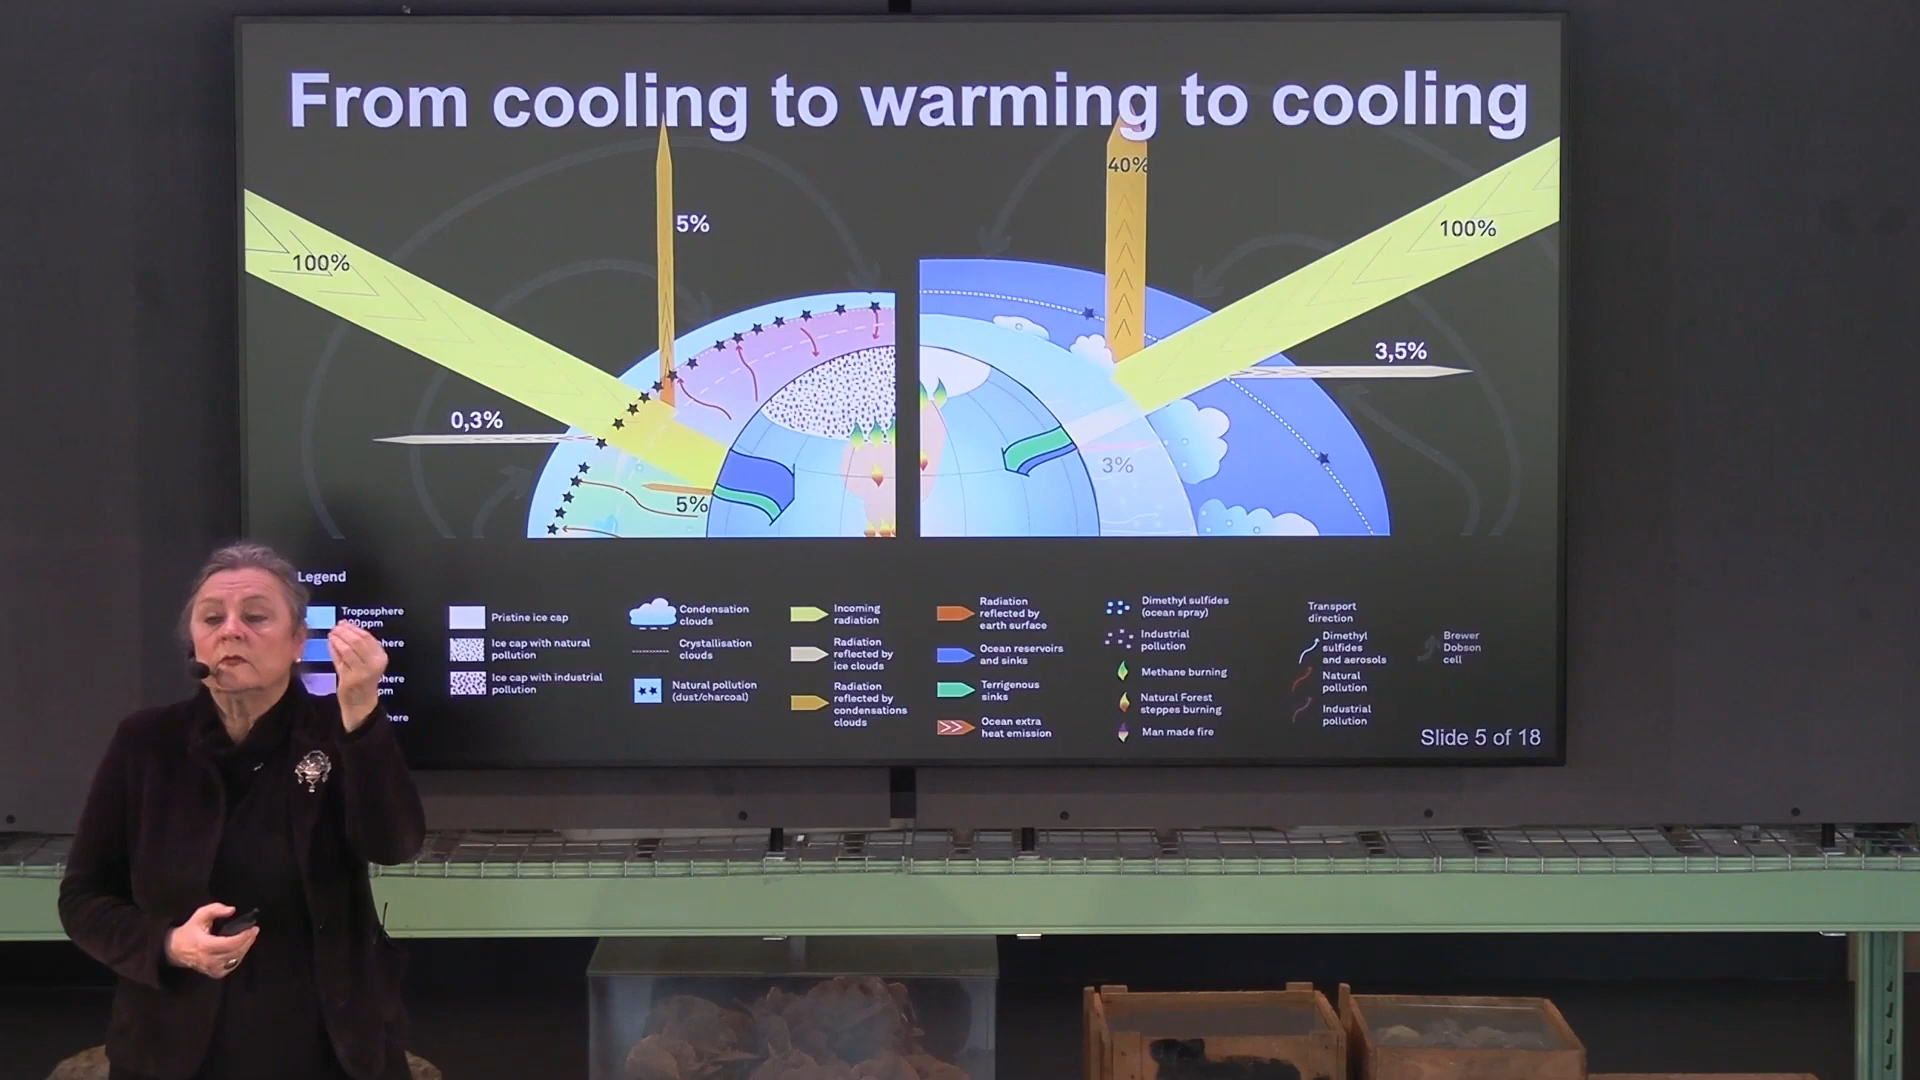 From cooling to warming to cooling
40%
5%
100%
100%
3,5%
0,3%
3%
5%
Legend
Troposphere
Pristine ice cap
Ice cap with natural
pollution
Ice cap with industrial
pollution
Condensation
clouds
Crystallisation
clouds
Natural pollution
(dust/charcoal)
Incoming
radiation
Radiation
reflected by
ice clouds
Radiation
reflected by
condensations
clouds
Radiation
reflected by
earth surface
Ocean reservoirs
and sinks
Terrigenous
sinks
Ocean extra
heat emission
Dimethyl sulfides
(ocean spray)
Industrial
pollution
Methane burning
Natural Forest
steppes burning
Man made fire
Transport
direction
Dimethyl
sulfides
and aerosols
Natural
pollution
Industrial
pollution
Brewer
Dobson
cell
Slide 5 of 18